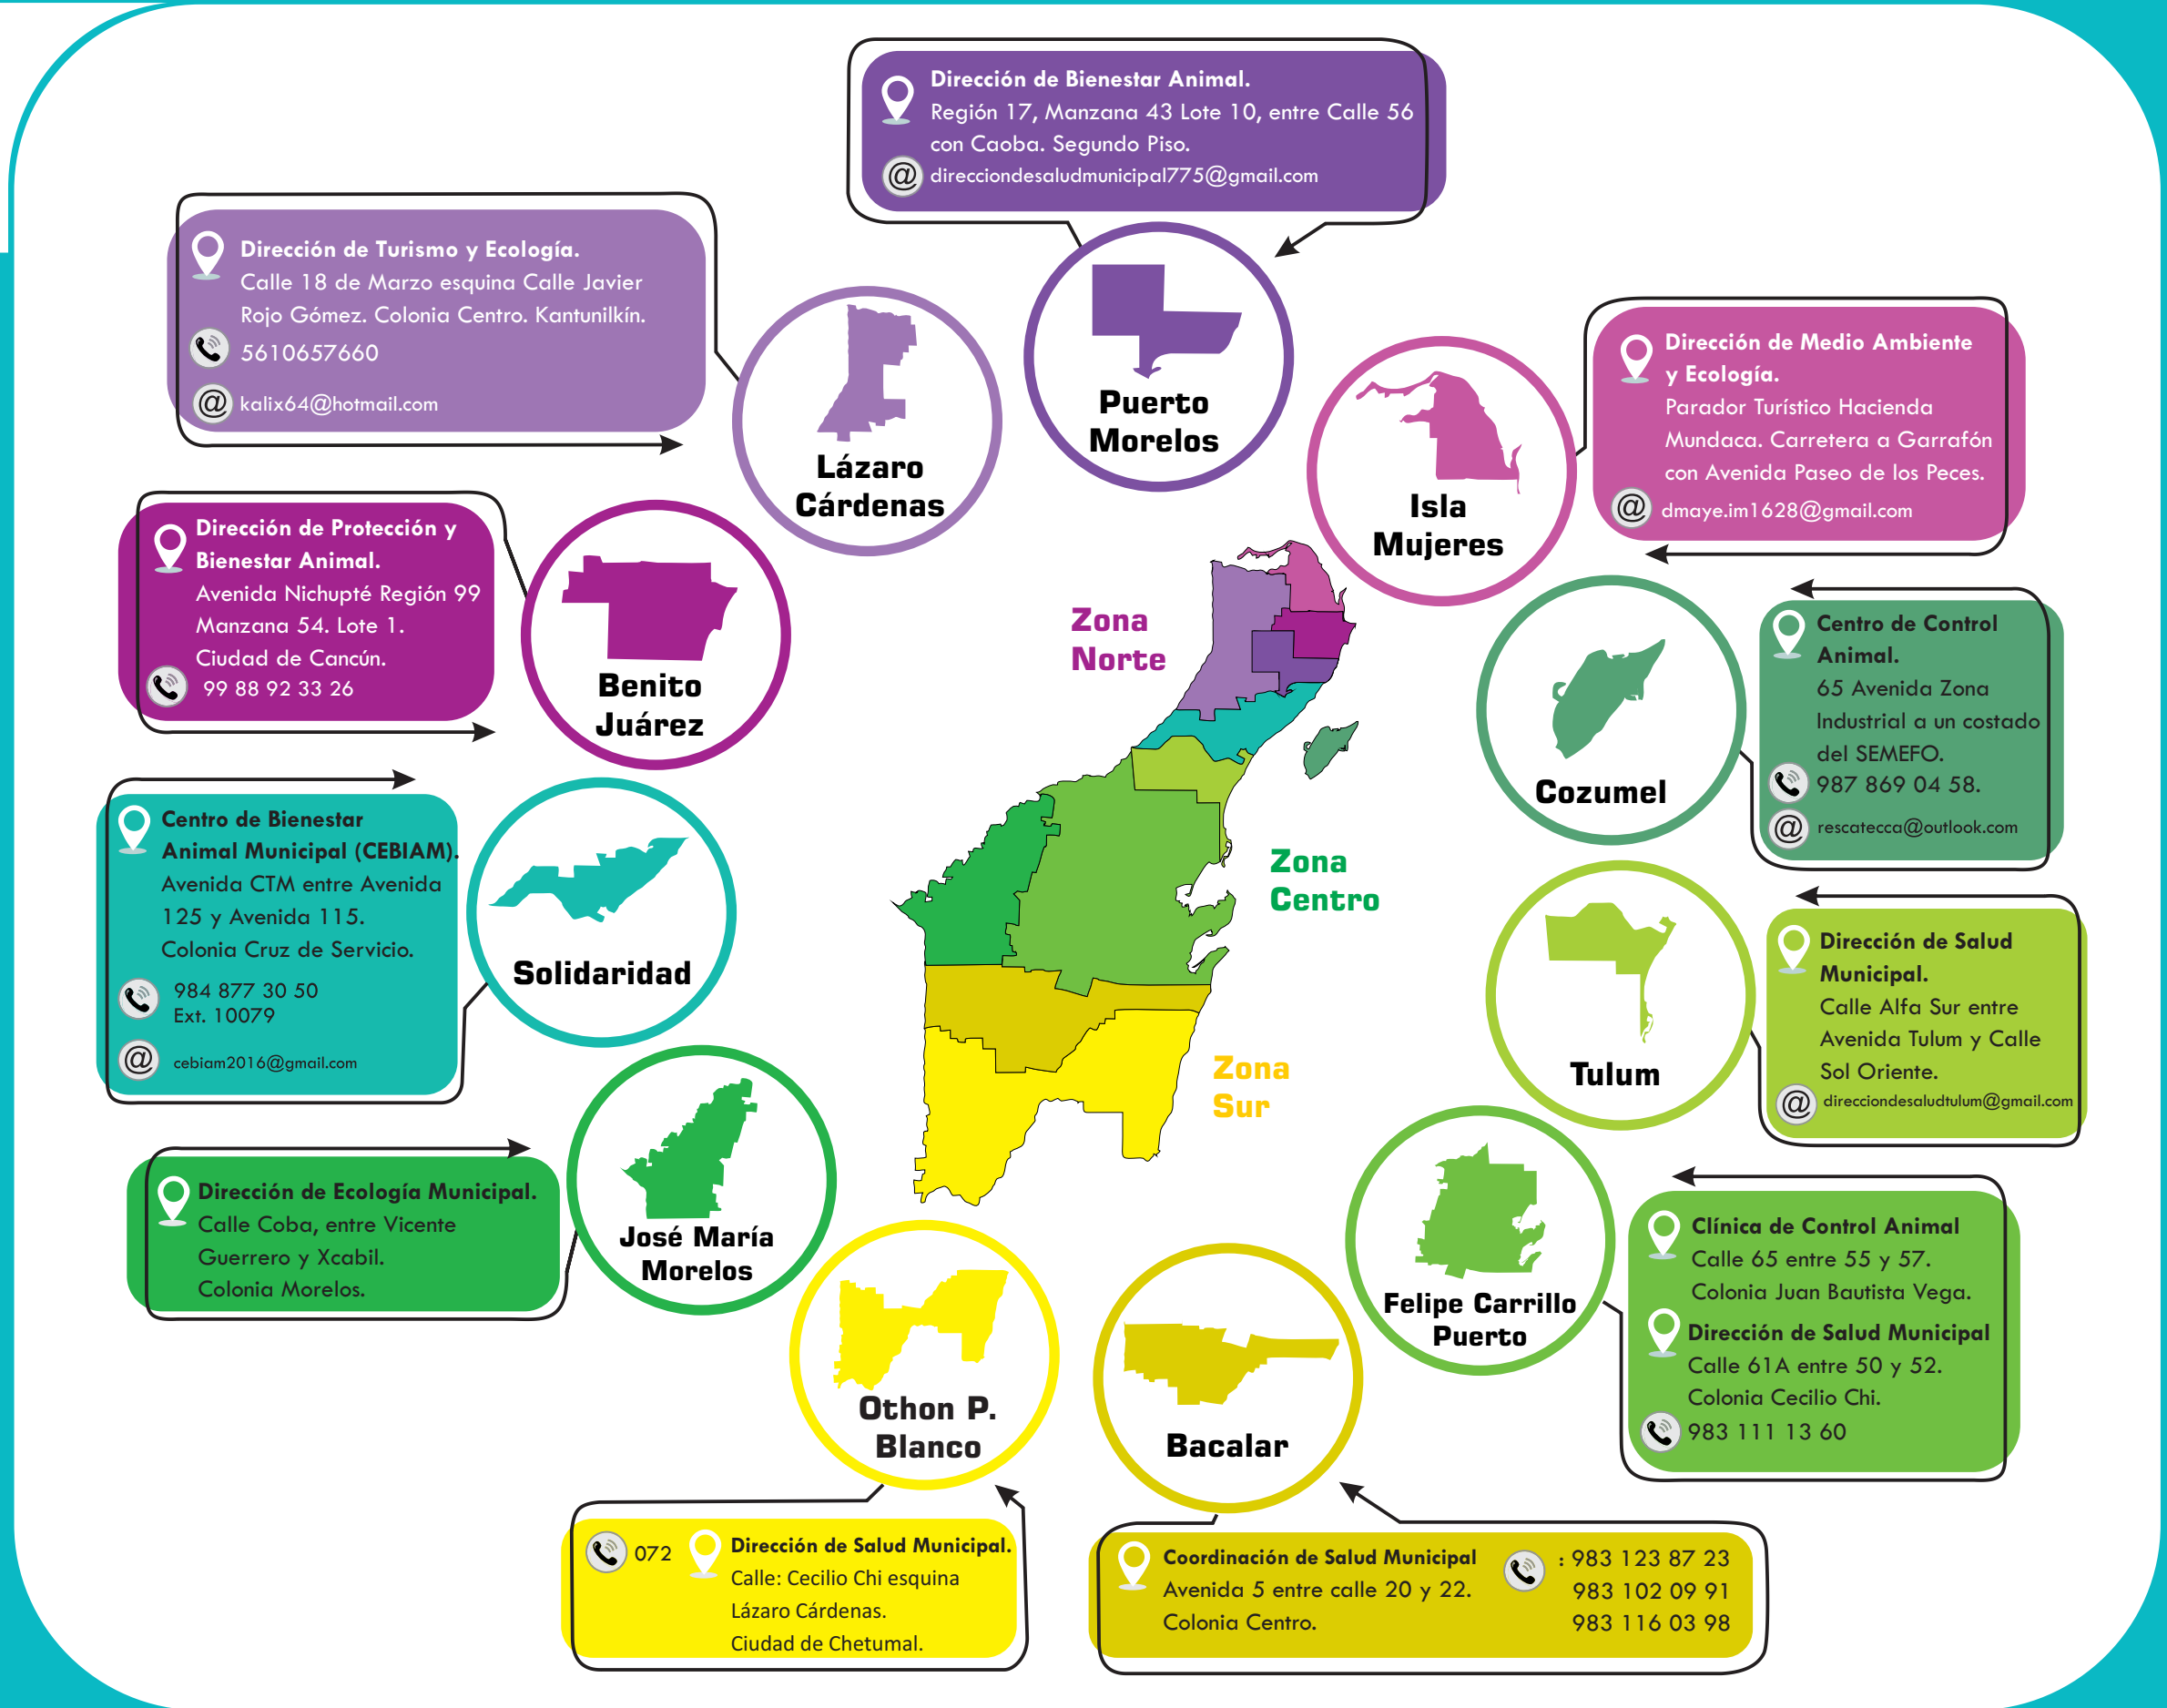 Dirección de Bienestar Animal.
Región 17, Manzana 43 Lote 10, entre Calle 56
con Caoba. Segundo Piso.
@ direcciondesaludmunicipal775@gmail.com
Puerto
Morelos
Dirección de Turismo y Ecología.
Calle 18 de Marzo esquina Calle Javier
Rojo Gómez. Colonia Centro. Kantunilkín.
5610657660
@ kalix64@hotmail.com
Lázaro
Cárdenas
Dirección de Medio Ambiente
y Ecología.
Parador Turístico Hacienda
Mundaca. Carretera a Garrafón
con Avenida Paseo de los Peces.
@ dmaye.im1628@gmail.com
Isla
Mujeres
Dirección de Protección y
Bienestar Animal.
Avenida Nichupté Región 99
Manzana 54. Lote 1.
Ciudad de Cancún.
99 88 92 33 26
Benito
Juárez
Zona
Norte
Centro de Control
Animal.
65 Avenida Zona
Industrial a un costado
del SEMEFO.
987 869 04 58.
@ rescatecca@outlook.com
Cozumel
Centro de Bienestar
Animal Municipal (CEBIAM).
Avenida CTM entre Avenida
125 y Avenida 115.
Colonia Cruz de Servicio.
984 877 30 50
Ext. 10079
@ cebiam2016@gmail.com
Solidaridad
Zona
Centro
Dirección de Salud
Municipal.
Calle Alfa Sur entre
Avenida Tulum y Calle
Sol Oriente.
@ direcciondesaludtulum@gmail.com
Tulum
Zona
Sur
Dirección de Ecología Municipal.
Calle Coba, entre Vicente
Guerrero y Xcabil.
Colonia Morelos.
José María
Morelos
Clínica de Control Animal
Calle 65 entre 55 y 57.
Colonia Juan Bautista Vega.
Dirección de Salud Municipal
Calle 61A entre 50 y 52.
Colonia Cecilio Chi.
983 111 13 60
Felipe Carrillo
Puerto
Othon P.
Blanco
072
Dirección de Salud Municipal.
Calle: Cecilio Chi esquina
Lázaro Cárdenas.
Ciudad de Chetumal.
Bacalar
Coordinación de Salud Municipal
Avenida 5 entre calle 20 y 22.
Colonia Centro.
: 983 123 87 23
983 102 09 91
983 116 03 98